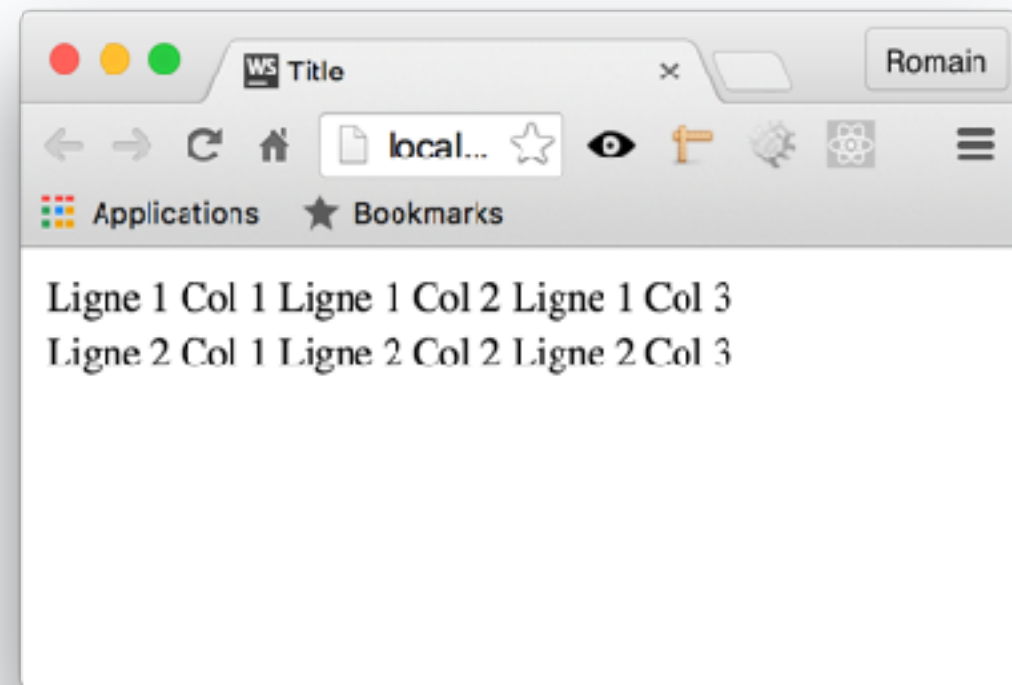 WS Title
Romain
local...
Applications Bookmarks
Ligne 1 Col 1 Ligne 1 Col 2 Ligne 1 Col 3
Ligne 2 Col 1 Ligne 2 Col 2 Ligne 2 Col 3